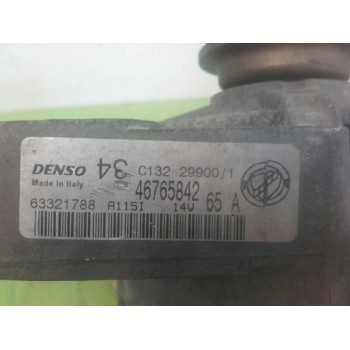 DENSO 34 C132 29900/1
Made in Italy 46765842 65 A
63321788 A115I 14V